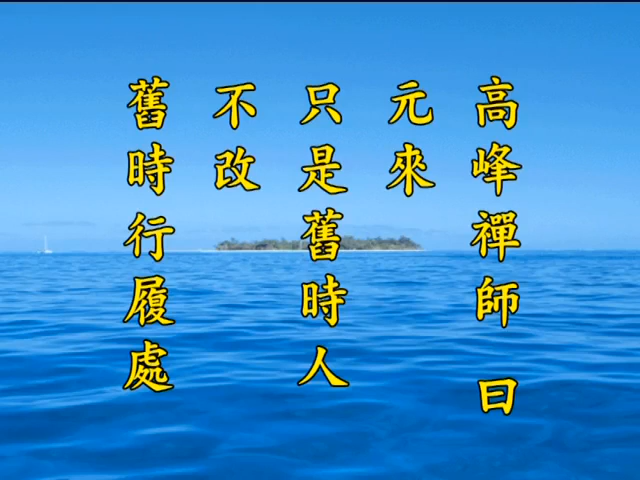 高峰禪師 曰
元來
只是舊時人
不改
舊時行履處